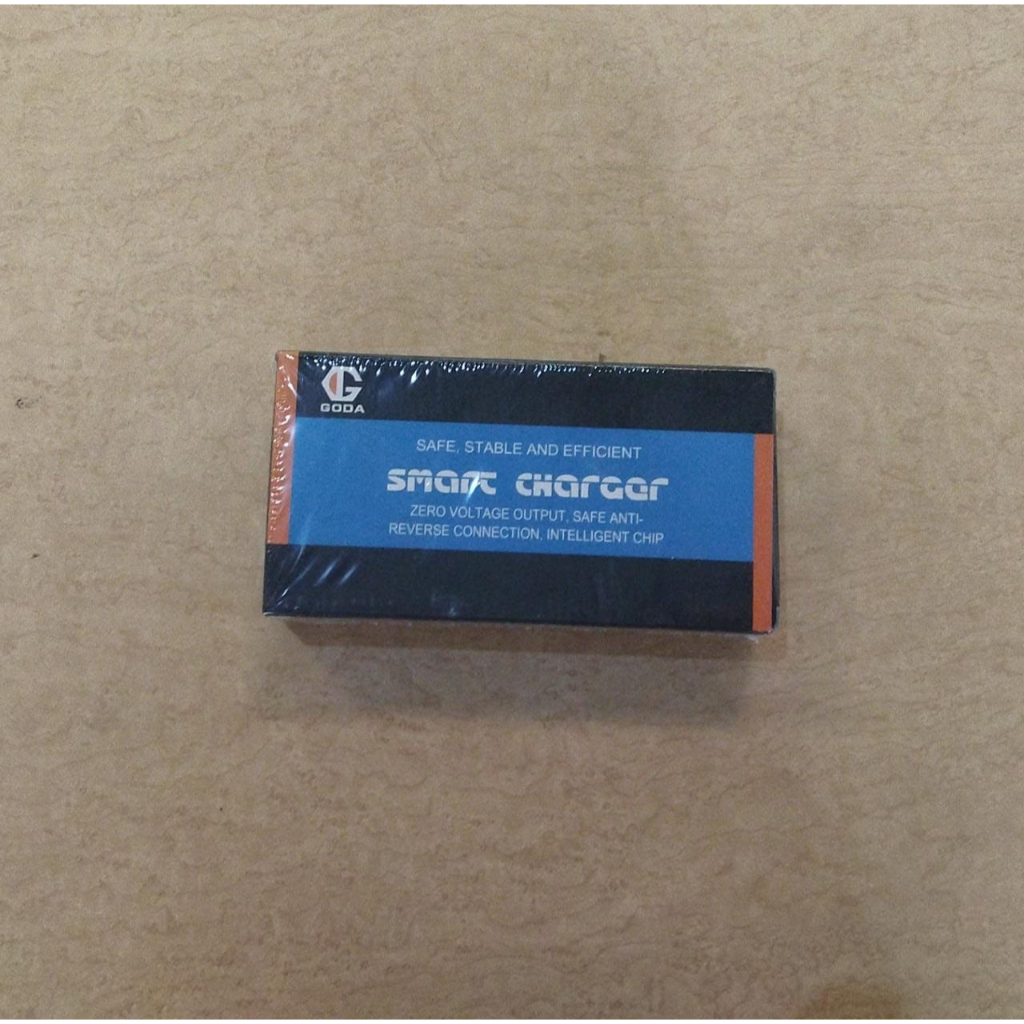 GODA
SAFE, STABLE AND EFFICIENT
SMART CHARGER
ZERO VOLTAGE OUTPUT, SAFE ANTI-
REVERSE CONNECTION, INTELLIGENT CHIP